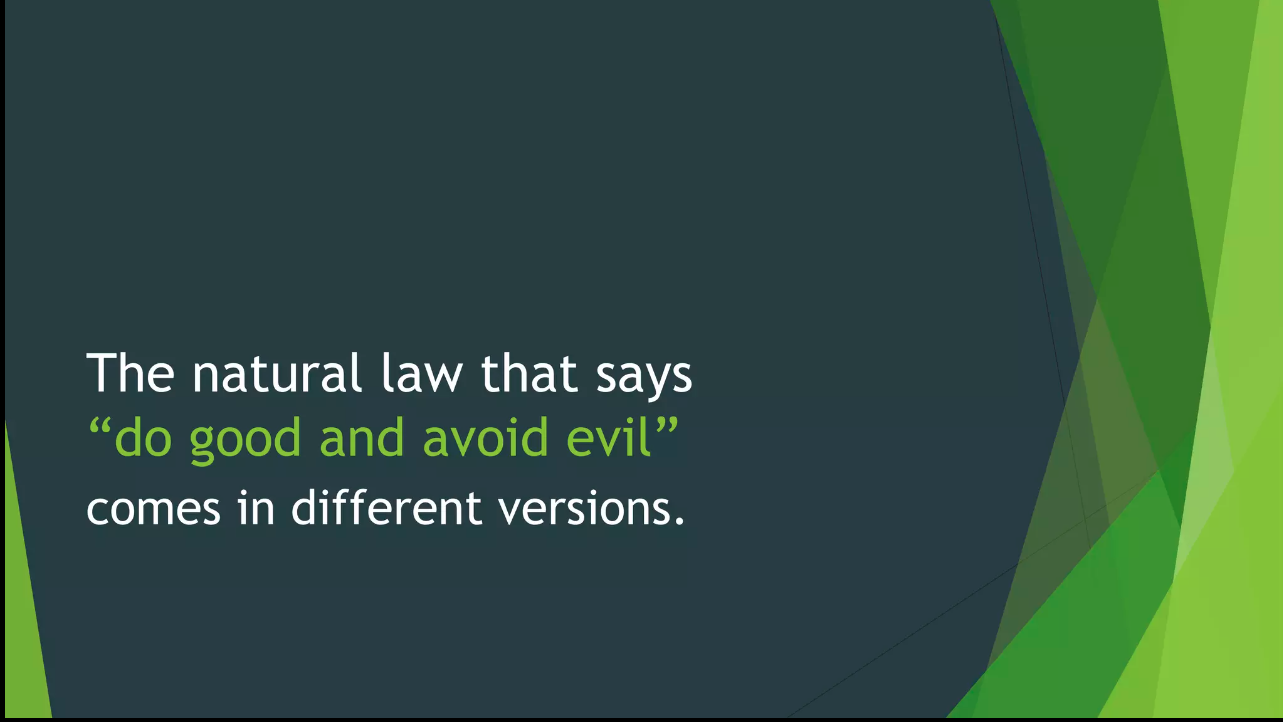 The natural law that says
“do good and avoid evil”
comes in different versions.